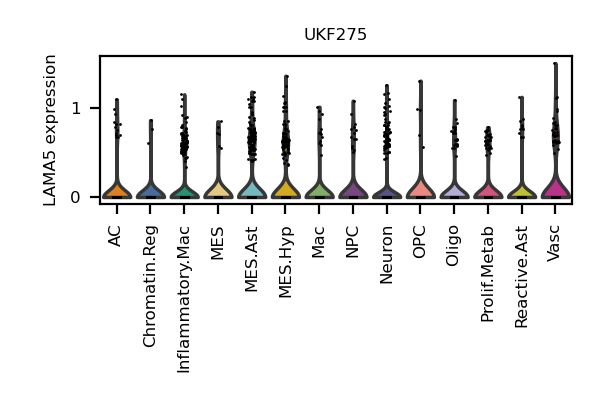 UKF275
LAMA5 expression
1
0
AC
Chromatin.Reg
Inflammatory.Mac
MES
MES.Ast
MES.Hyp
Mac
NPC
Neuron
OPC
Oligo
Prolif.Metab
Reactive.Ast
Vasc